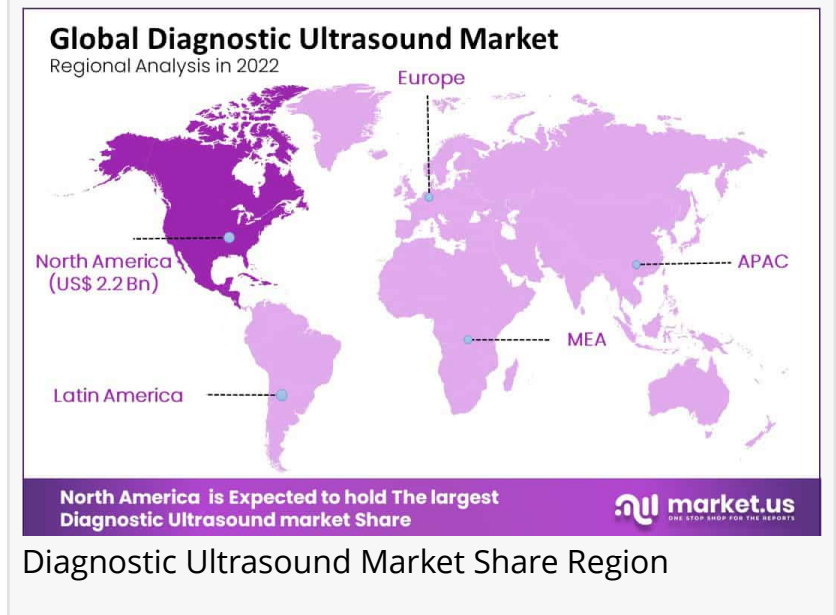 Global Diagnostic Ultrasound Market
Regional Analysis in 2022
Europe
North America
(US$ 2.2 Bn)
APAC
MEA
Latin America
North America is Expected to hold The largest
Diagnostic Ultrasound market Share
market.us
ONE STOP SHOP FOR THE REPORTS
Diagnostic Ultrasound Market Share Region